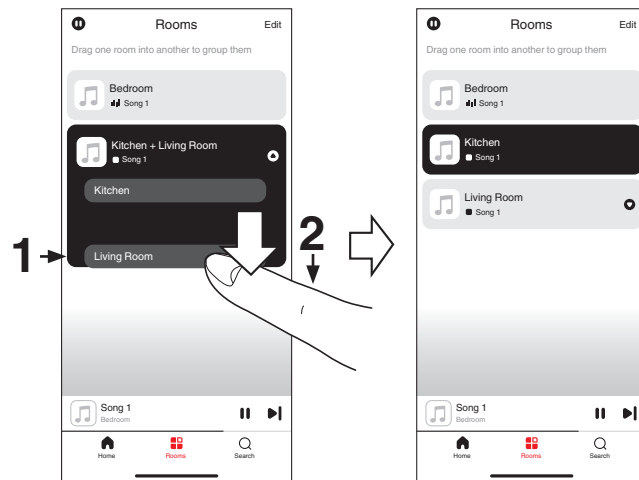 Rooms
Edit
Drag one room into another to group them
Bedroom
Song 1
Kitchen + Living Room
Song 1
Kitchen
Living Room
1
2
Song 1
Bedroom
Home
Rooms
Search
Rooms
Edit
Drag one room into another to group them
Bedroom
Song 1
Kitchen
Song 1
Living Room
Song 1
Song 1
Bedroom
Home
Rooms
Search